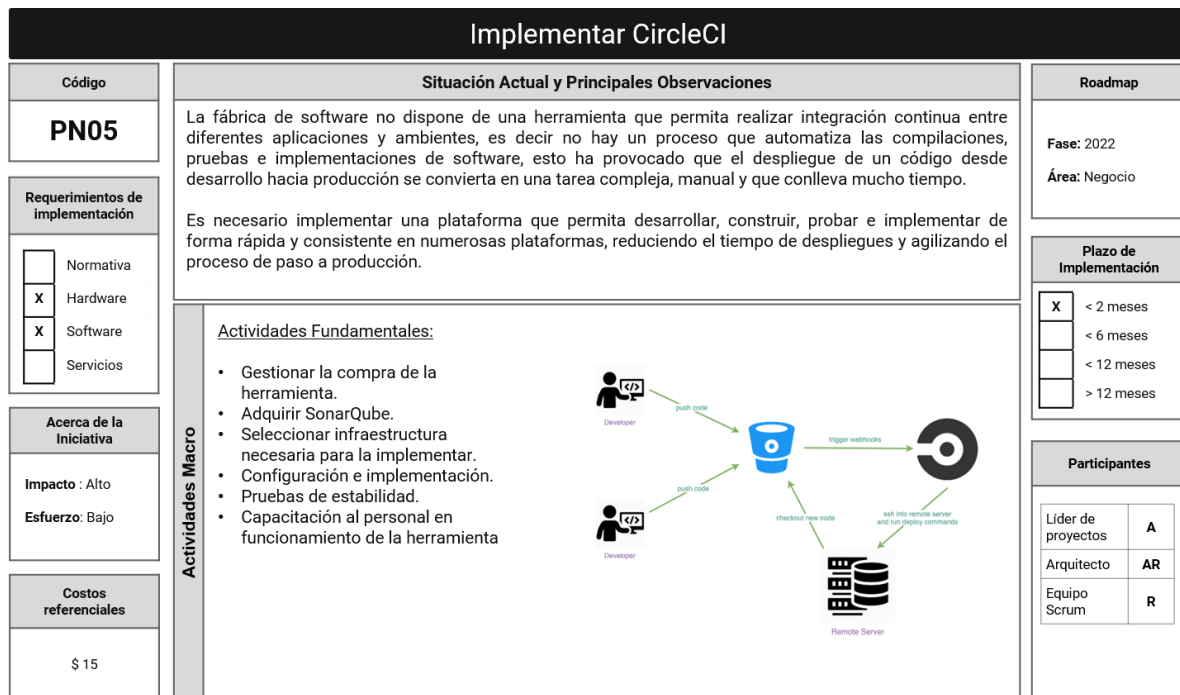 Implementar CircleCI
Código
PN05
Requerimientos de
implementación
Normativa
X Hardware
X Software
Servicios
Acerca de la
Iniciativa
Impacto : Alto
Esfuerzo: Bajo
Costos
referenciales
$ 15
Situación Actual y Principales Observaciones
La fábrica de software no dispone de una herramienta que permita realizar integración continua entre
diferentes aplicaciones y ambientes, es decir no hay un proceso que automatiza las compilaciones,
pruebas e implementaciones de software, esto ha provocado que el despliegue de un código desde
desarrollo hacia producción se convierta en una tarea compleja, manual y que conlleva mucho tiempo.
Es necesario implementar una plataforma que permita desarrollar, construir, probar e implementar de
forma rápida y consistente en numerosas plataformas, reduciendo el tiempo de despliegues y agilizando el
proceso de paso a producción.
Actividades Macro
Actividades Fundamentales:
• Gestionar la compra de la
herramienta.
• Adquirir SonarQube.
• Seleccionar infraestructura
necesaria para la implementar.
• Configuración e implementación.
• Pruebas de estabilidad.
• Capacitación al personal en
funcionamiento de la herramienta
</>
Developer
push code
trigger webhooks
</>
Developer
push code
checkout new code
ssh into remote server
and run deploy commands
Remote Server
Roadmap
Fase: 2022
Área: Negocio
Plazo de
Implementación
X < 2 meses
< 6 meses
< 12 meses
> 12 meses
Participantes
Líder de
proyectos A
Arquitecto AR
Equipo
Scrum R